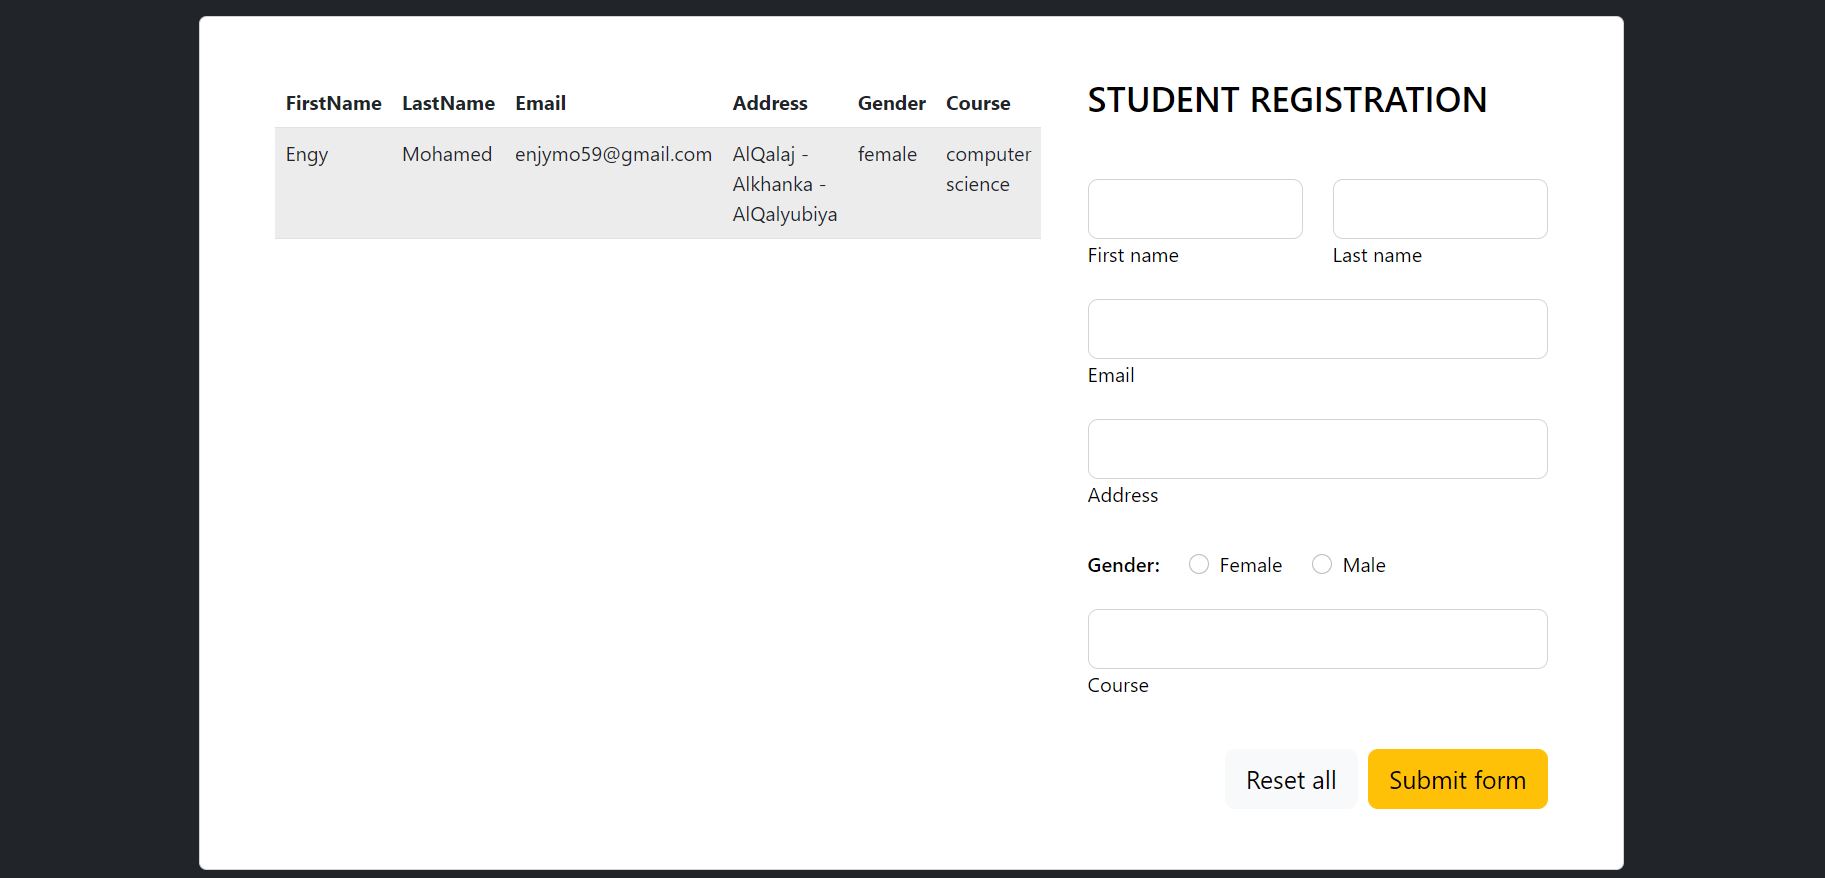 FirstName LastName Email Address Gender Course
Engy Mohamed enjymo59@gmail.com AlQalaj - female computer
Alkhanka - science
AlQalyubiya
STUDENT REGISTRATION
First name Last name
Email
Address
Gender: Female Male
Course
Reset all Submit form